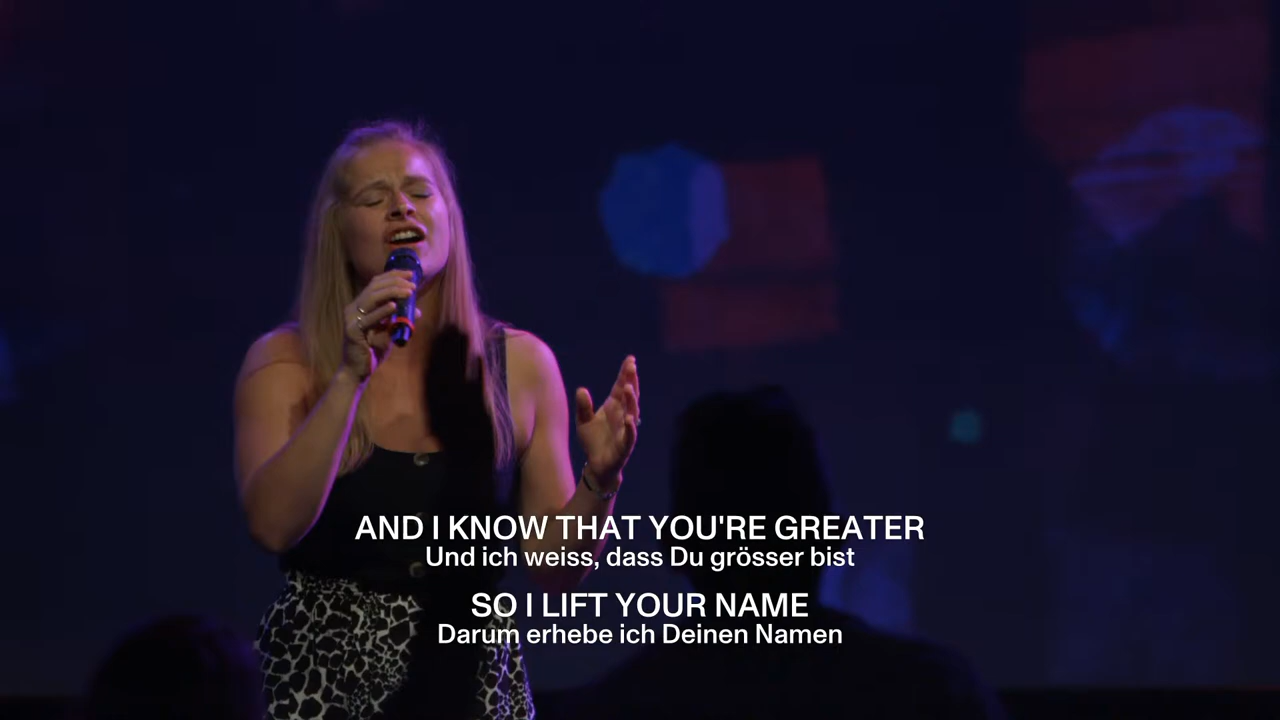 AND I KNOW THAT YOU'RE GREATER
Und ich weiss, dass Du grösser bist
SO I LIFT YOUR NAME
Darum erhebe ich Deinen Namen